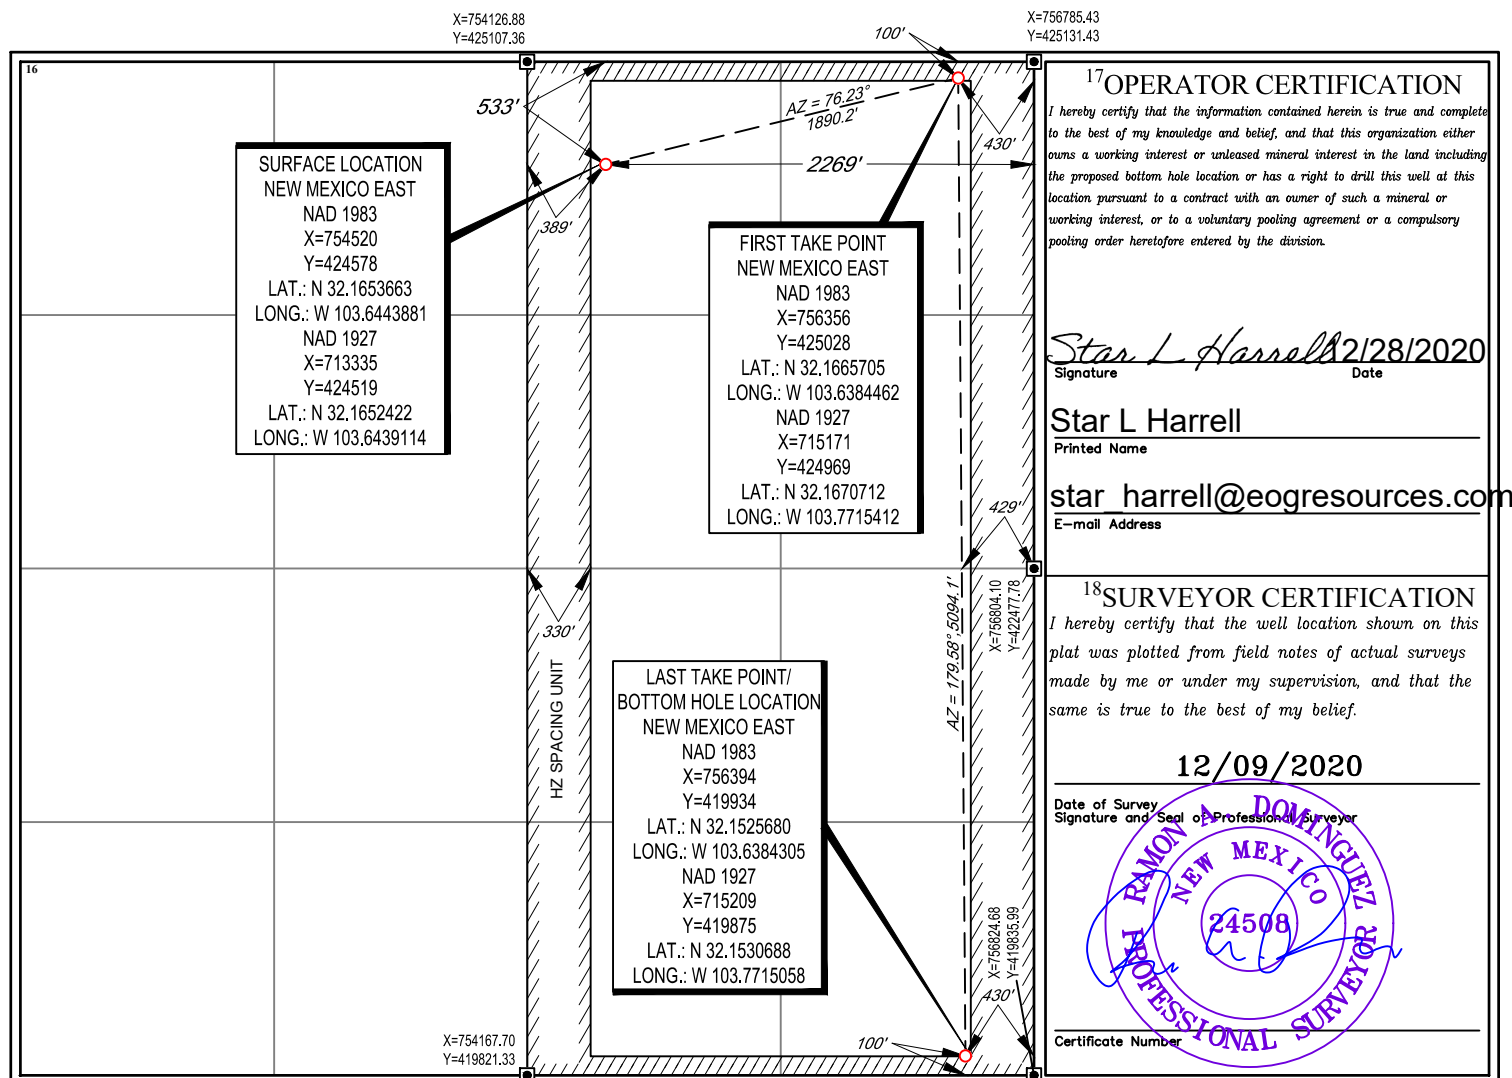 X=754126.88
Y=425107.36
X=756785.43
Y=425131.43
100'
16
533'
AZ = 76.23°
1890.2'
430'
2269'
389'
SURFACE LOCATION
NEW MEXICO EAST
NAD 1983
X=754520
Y=424578
LAT.: N 32.1653663
LONG.: W 103.6443881
NAD 1927
X=713335
Y=424519
LAT.: N 32.1652422
LONG.: W 103.6439114
FIRST TAKE POINT
NEW MEXICO EAST
NAD 1983
X=756356
Y=425028
LAT.: N 32.1665705
LONG.: W 103.6384462
NAD 1927
X=715171
Y=424969
LAT.: N 32.1670712
LONG.: W 103.7715412
429'
X=756804.10
Y=422477.78
AZ = 179.58°,5094.1'
330'
HZ SPACING UNIT
LAST TAKE POINT/
BOTTOM HOLE LOCATION
NEW MEXICO EAST
NAD 1983
X=756394
Y=419934
LAT.: N 32.1525680
LONG.: W 103.6384305
NAD 1927
X=715209
Y=419875
LAT.: N 32.1530688
LONG.: W 103.7715058
X=756824.68
Y=419835.99
430'
100'
X=754167.70
Y=419821.33
17 OPERATOR CERTIFICATION
I hereby certify that the information contained herein is true and complete
to the best of my knowledge and belief, and that this organization either
owns a working interest or unleased mineral interest in the land including
the proposed bottom hole location or has a right to drill this well at this
location pursuant to a contract with an owner of such a mineral or
working interest, or to a voluntary pooling agreement or a compulsory
pooling order heretofore entered by the division.
Star L Harrell 12/28/2020
Signature Date
Star L Harrell
Printed Name
star_harrell@eogresources.com
E-mail Address
18 SURVEYOR CERTIFICATION
I hereby certify that the well location shown on this
plat was plotted from field notes of actual surveys
made by me or under my supervision, and that the
same is true to the best of my belief.
12/09/2020
Date of Survey
Signature and Seal of Professional Surveyor
RAMON A. DOMINGUEZ
NEW MEXICO
24508
PROFESSIONAL SURVEYOR
Certificate Number